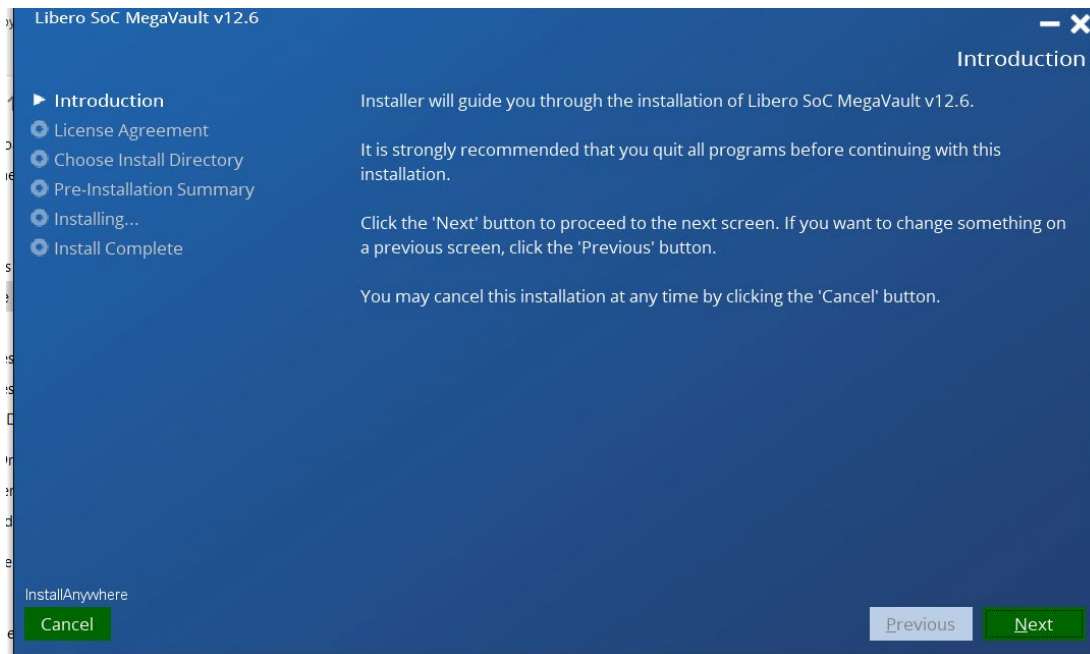 Libero SoC MegaVault v12.6
Introduction
Introduction
License Agreement
Choose Install Directory
Pre-Installation Summary
Installing...
Install Complete
Installer will guide you through the installation of Libero SoC MegaVault v12.6.
It is strongly recommended that you quit all programs before continuing with this
installation.
Click the 'Next' button to proceed to the next screen. If you want to change something on
a previous screen, click the 'Previous' button.
You may cancel this installation at any time by clicking the 'Cancel' button.
InstallAnywhere
Cancel
Previous
Next